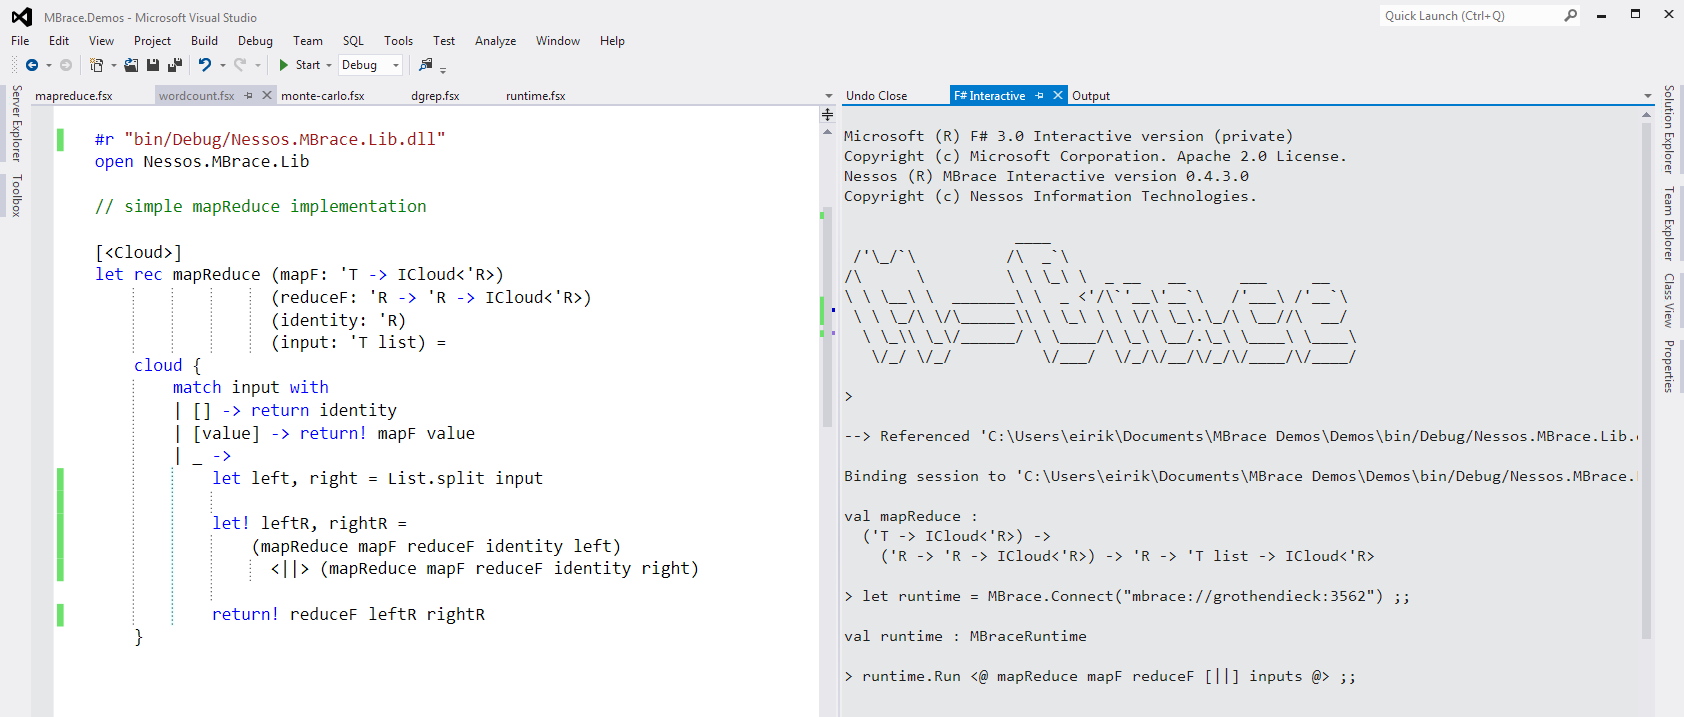 MBrace.Demos - Microsoft Visual Studio
Quick Launch (Ctrl+Q)
File Edit View Project Build Debug Team SQL Tools Test Analyze Window Help
Start Debug
Server Explorer
Toolbox
mapreduce.fsx wordcount.fsx monte-carlo.fsx dgrep.fsx runtime.fsx
#r "bin/Debug/Nessos.MBrace.Lib.dll"
open Nessos.MBrace.Lib
// simple mapReduce implementation
[<Cloud>]
let rec mapReduce (mapF: 'T -> ICloud<'R>)
(reduceF: 'R -> 'R -> ICloud<'R>)
(identity: 'R)
(input: 'T list) =
cloud {
match input with
| [] -> return identity
| [value] -> return! mapF value
| _ ->
let left, right = List.split input
let! leftR, rightR =
(mapReduce mapF reduceF identity left)
<||> (mapReduce mapF reduceF identity right)
return! reduceF leftR rightR
}
Undo Close F# Interactive Output
Microsoft (R) F# 3.0 Interactive version (private)
Copyright (c) Microsoft Corporation. Apache 2.0 License.
Nessos (R) MBrace Interactive version 0.4.3.0
Copyright (c) Nessos Information Technologies.
>
--> Referenced 'C:\Users\eirik\Documents\MBrace Demos\Demos\bin/Debug/Nessos.MBrace.Lib.
Binding session to 'C:\Users\eirik\Documents\MBrace Demos\Demos\bin/Debug/Nessos.MBrace.
val mapReduce :
('T -> ICloud<'R>) ->
('R -> 'R -> ICloud<'R>) -> 'R -> 'T list -> ICloud<'R>
> let runtime = MBrace.Connect("mbrace://grothendieck:3562") ;;
val runtime : MBraceRuntime
> runtime.Run <@ mapReduce mapF reduceF [||] inputs @> ;;
Solution Explorer
Team Explorer
Class View
Properties